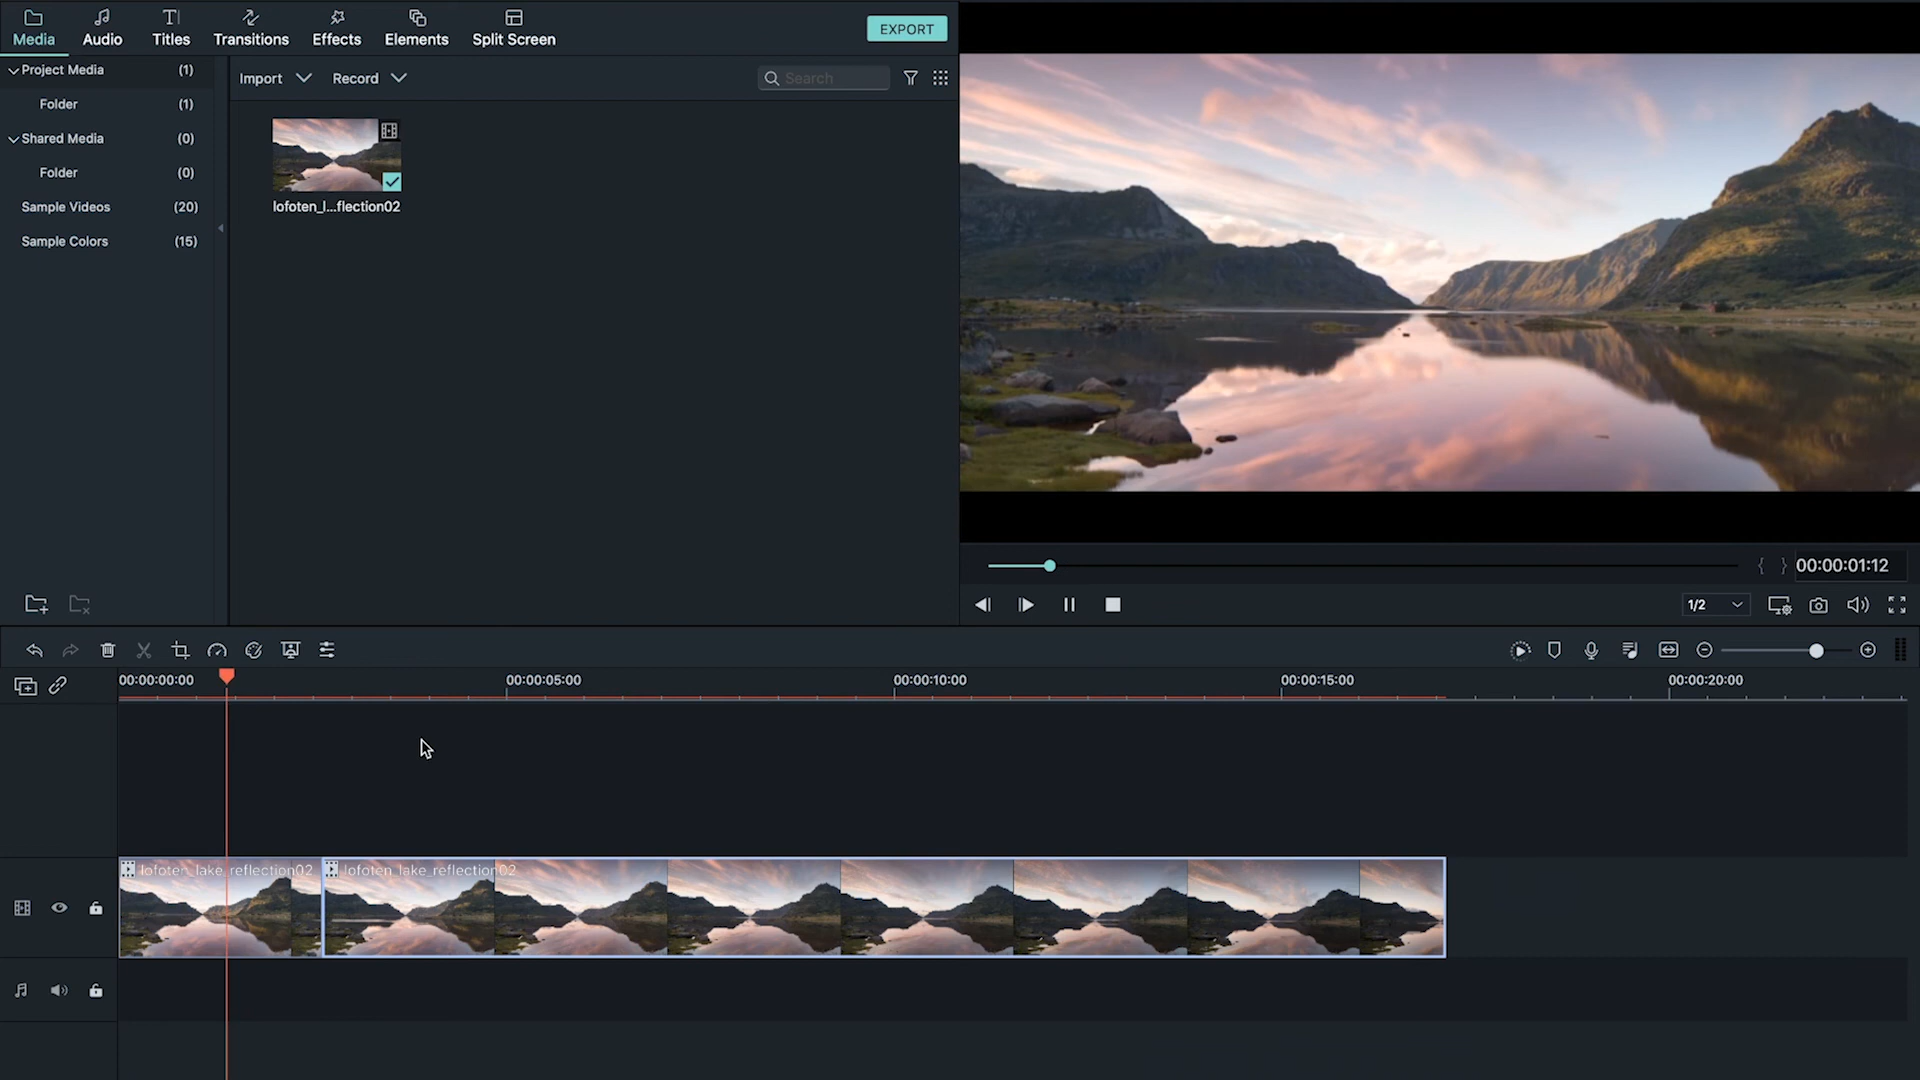 Media
Audio
Titles
Transitions
Effects
Elements
Split Screen
EXPORT
Project Media (1)
Folder (1)
Shared Media (0)
Folder (0)
Sample Videos (20)
Sample Colors (15)
Import
Record
Search
lofoten_l...flection02
00:00:01:12
1/2
00:00:00:00
00:00:05:00
00:00:10:00
00:00:15:00
00:00:20:00
lofoten_lake_reflection02
lofoten_lake_reflection02